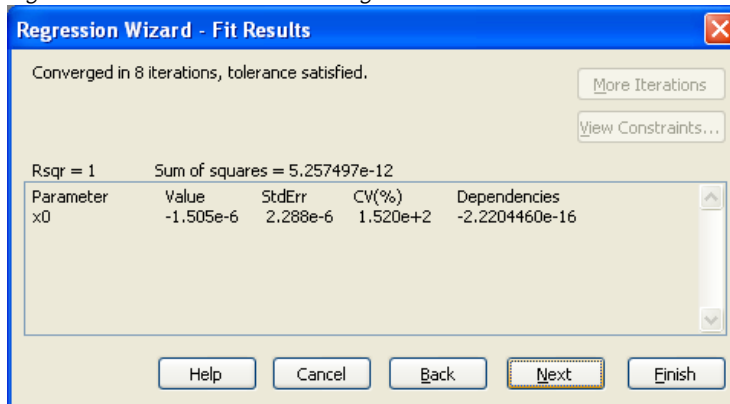 Regression Wizard - Fit Results
Converged in 8 iterations, tolerance satisfied.
More Iterations
View Constraints...
Rsqr = 1 Sum of squares = 5.257497e-12
Parameter Value StdErr CV(%) Dependencies
x0 -1.505e-6 2.288e-6 1.520e+2 -2.2204460e-16
Help Cancel Back Next Finish